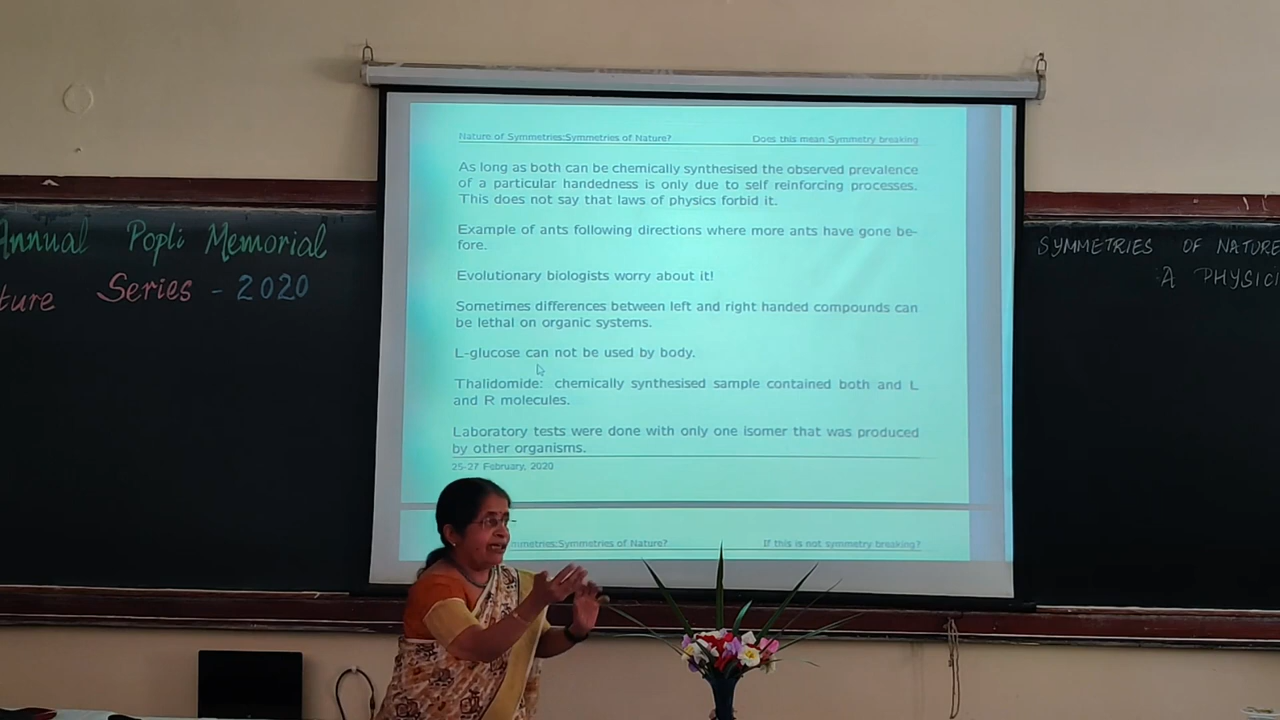 Annual Popli Memorial
Series - 2020
Nature of Symmetries:Symmetries of Nature? Does this mean Symmetry breaking
As long as both can be chemically synthesised the observed prevalence
of a particular handedness is only due to self reinforcing processes.
This does not say that laws of physics forbid it.
Example of ants following directions where more ants have gone be-
fore.
Evolutionary biologists worry about it!
Sometimes differences between left and right handed compounds can
be lethal on organic systems.
L-glucose can not be used by body.
Thalidomide: chemically synthesised sample contained both and L
and R molecules.
Laboratory tests were done with only one isomer that was produced
by other organisms.
25-27 February, 2020
:Symmetries of Nature? If this is not symmetry breaking?
SYMMETRIES OF NATURE
A